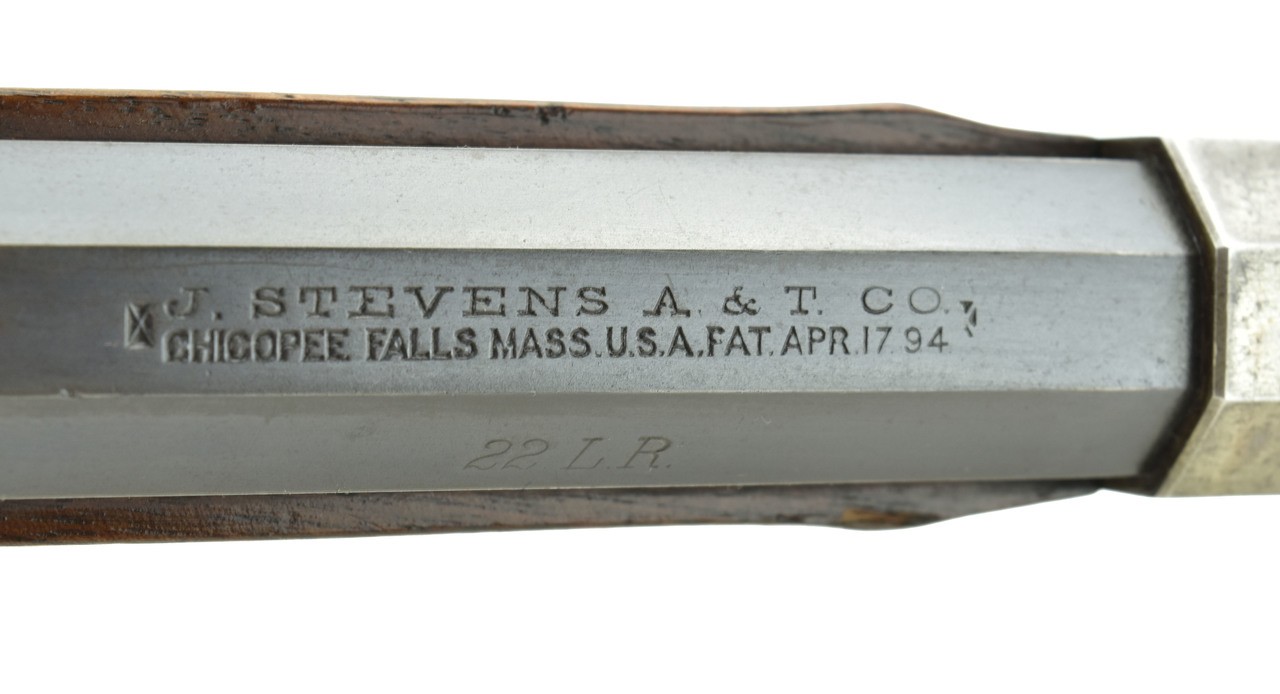 J. STEVENS A. & T. CO.
CHICOPEE FALLS MASS. U.S.A. PAT. APR. 17 94
22 L.R.